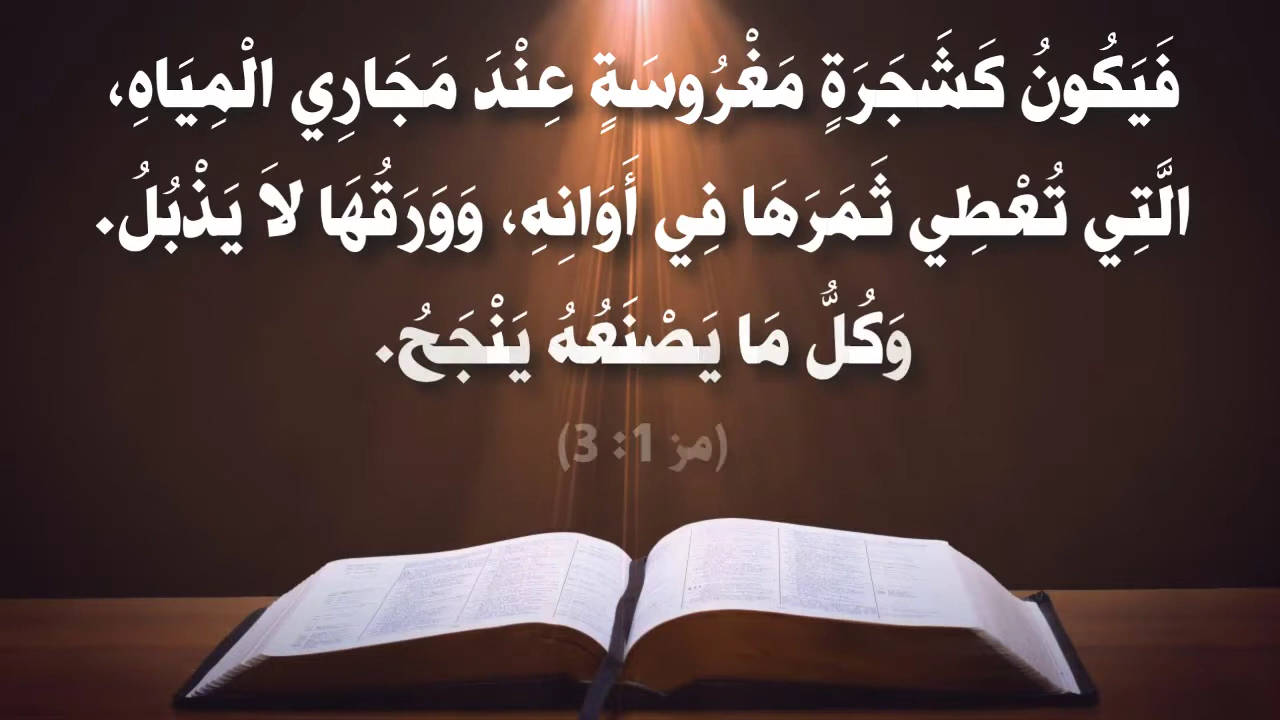 فَيَكُونُ كَشَجَرَةٍ مَغْرُوسَةٍ عِنْدَ مَجَارِي الْمِيَاهِ،
الَّتِي تُعْطِي ثَمَرَهَا فِي أَوَانِهِ، وَوَرَقُهَا لاَ يَذْبُلُ.
وَكُلُّ مَا يَصْنَعُهُ يَنْجَحُ.
(مز 1: 3)